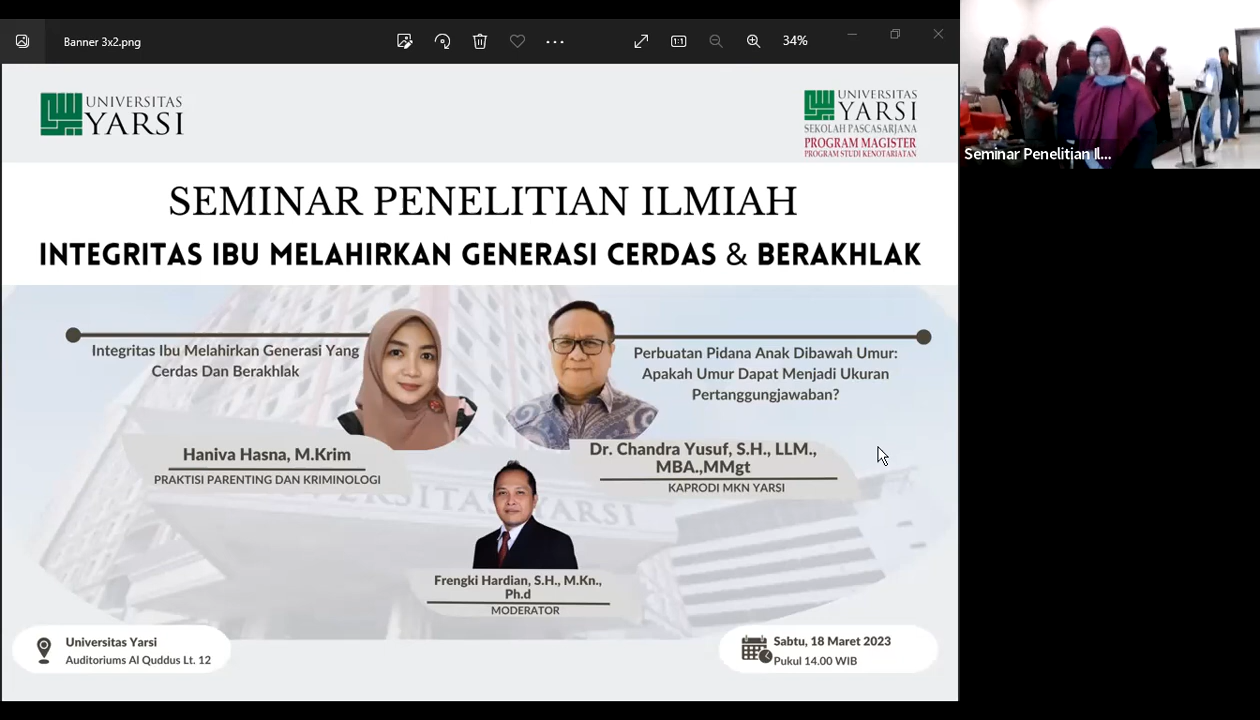 Banner 3x2.png
34%
UNIVERSITAS
YARSI
UNIVERSITAS
YARSI
SEKOLAH PASCASARJANA
PROGRAM MAGISTER
PROGRAM STUDI KENOTARIATAN
Seminar Penelitian Il...
SEMINAR PENELITIAN ILMIAH
INTEGRITAS IBU MELAHIRKAN GENERASI CERDAS & BERAKHLAK
Integritas Ibu Melahirkan Generasi Yang
Cerdas Dan Berakhlak
Perbuatan Pidana Anak Dibawah Umur:
Apakah Umur Dapat Menjadi Ukuran
Pertanggungjawaban?
Haniva Hasna, M.Krim
PRAKTISI PARENTING DAN KRIMINOLOGI
Dr. Chandra Yusuf, S.H., LLM.,
MBA.,MMgt
KAPRODI MKN YARSI
Frengki Hardian, S.H., M.Kn.,
Ph.d
MODERATOR
Universitas Yarsi
Auditoriums Al Quddus Lt. 12
Sabtu, 18 Maret 2023
Pukul 14.00 WIB